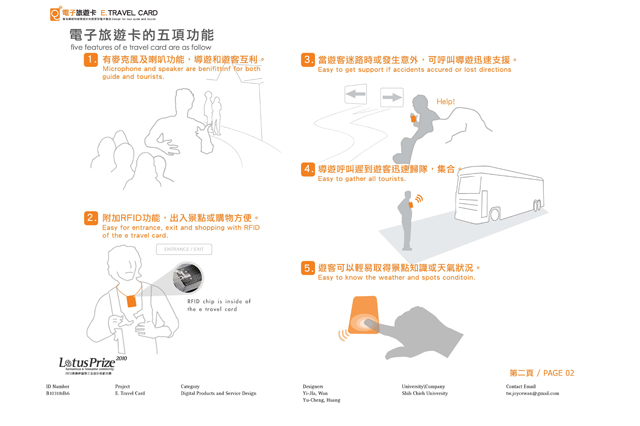 電子旅遊卡 E.TRAVEL CARD
電子旅遊卡的五項功能
five features of e travel card are as follow
1. 有麥克風及喇叭功能，導遊和遊客互利。
Microphone and speaker are benifitinf for both
guide and tourists.
2. 附加RFID功能，出入景點或購物方便。
Easy for entrance, exit and shopping with RFID
of the e travel card.
ENTRANCE / EXIT
RFID chip is inside of
the e travel card
3. 當遊客迷路時或發生意外，可呼叫導遊迅速支援。
Easy to get support if accidents accured or lost directions
Help!
4. 導遊呼叫遲到遊客迅速歸隊，集合。
Easy to gather all tourists.
5. 遊客可以輕易取得景點知識或天氣狀況。
Easy to know the weather and spots conditoin.
LotusPrize 2010
第二頁 / PAGE 02
ID Number
Project
E. Travel Card
Category
Digital Products and Service Design
Designers
Yi-Jia, Wan
Yu-Cheng, Huang
University|Company
Shih Chieh University
Contact Email
tw.joycewan@gmail.com